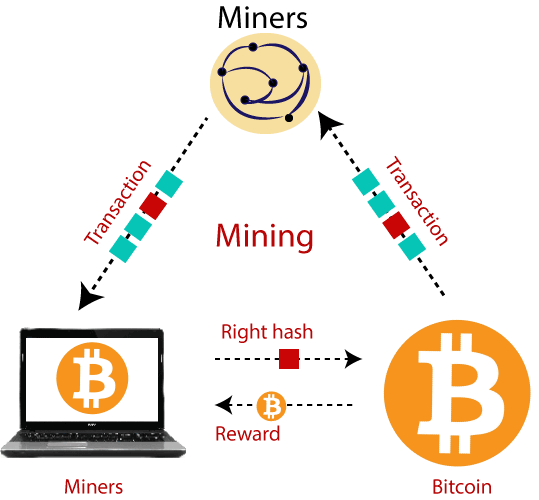 Miners
Transaction
Transaction
Mining
Right hash
Reward
Miners
Bitcoin